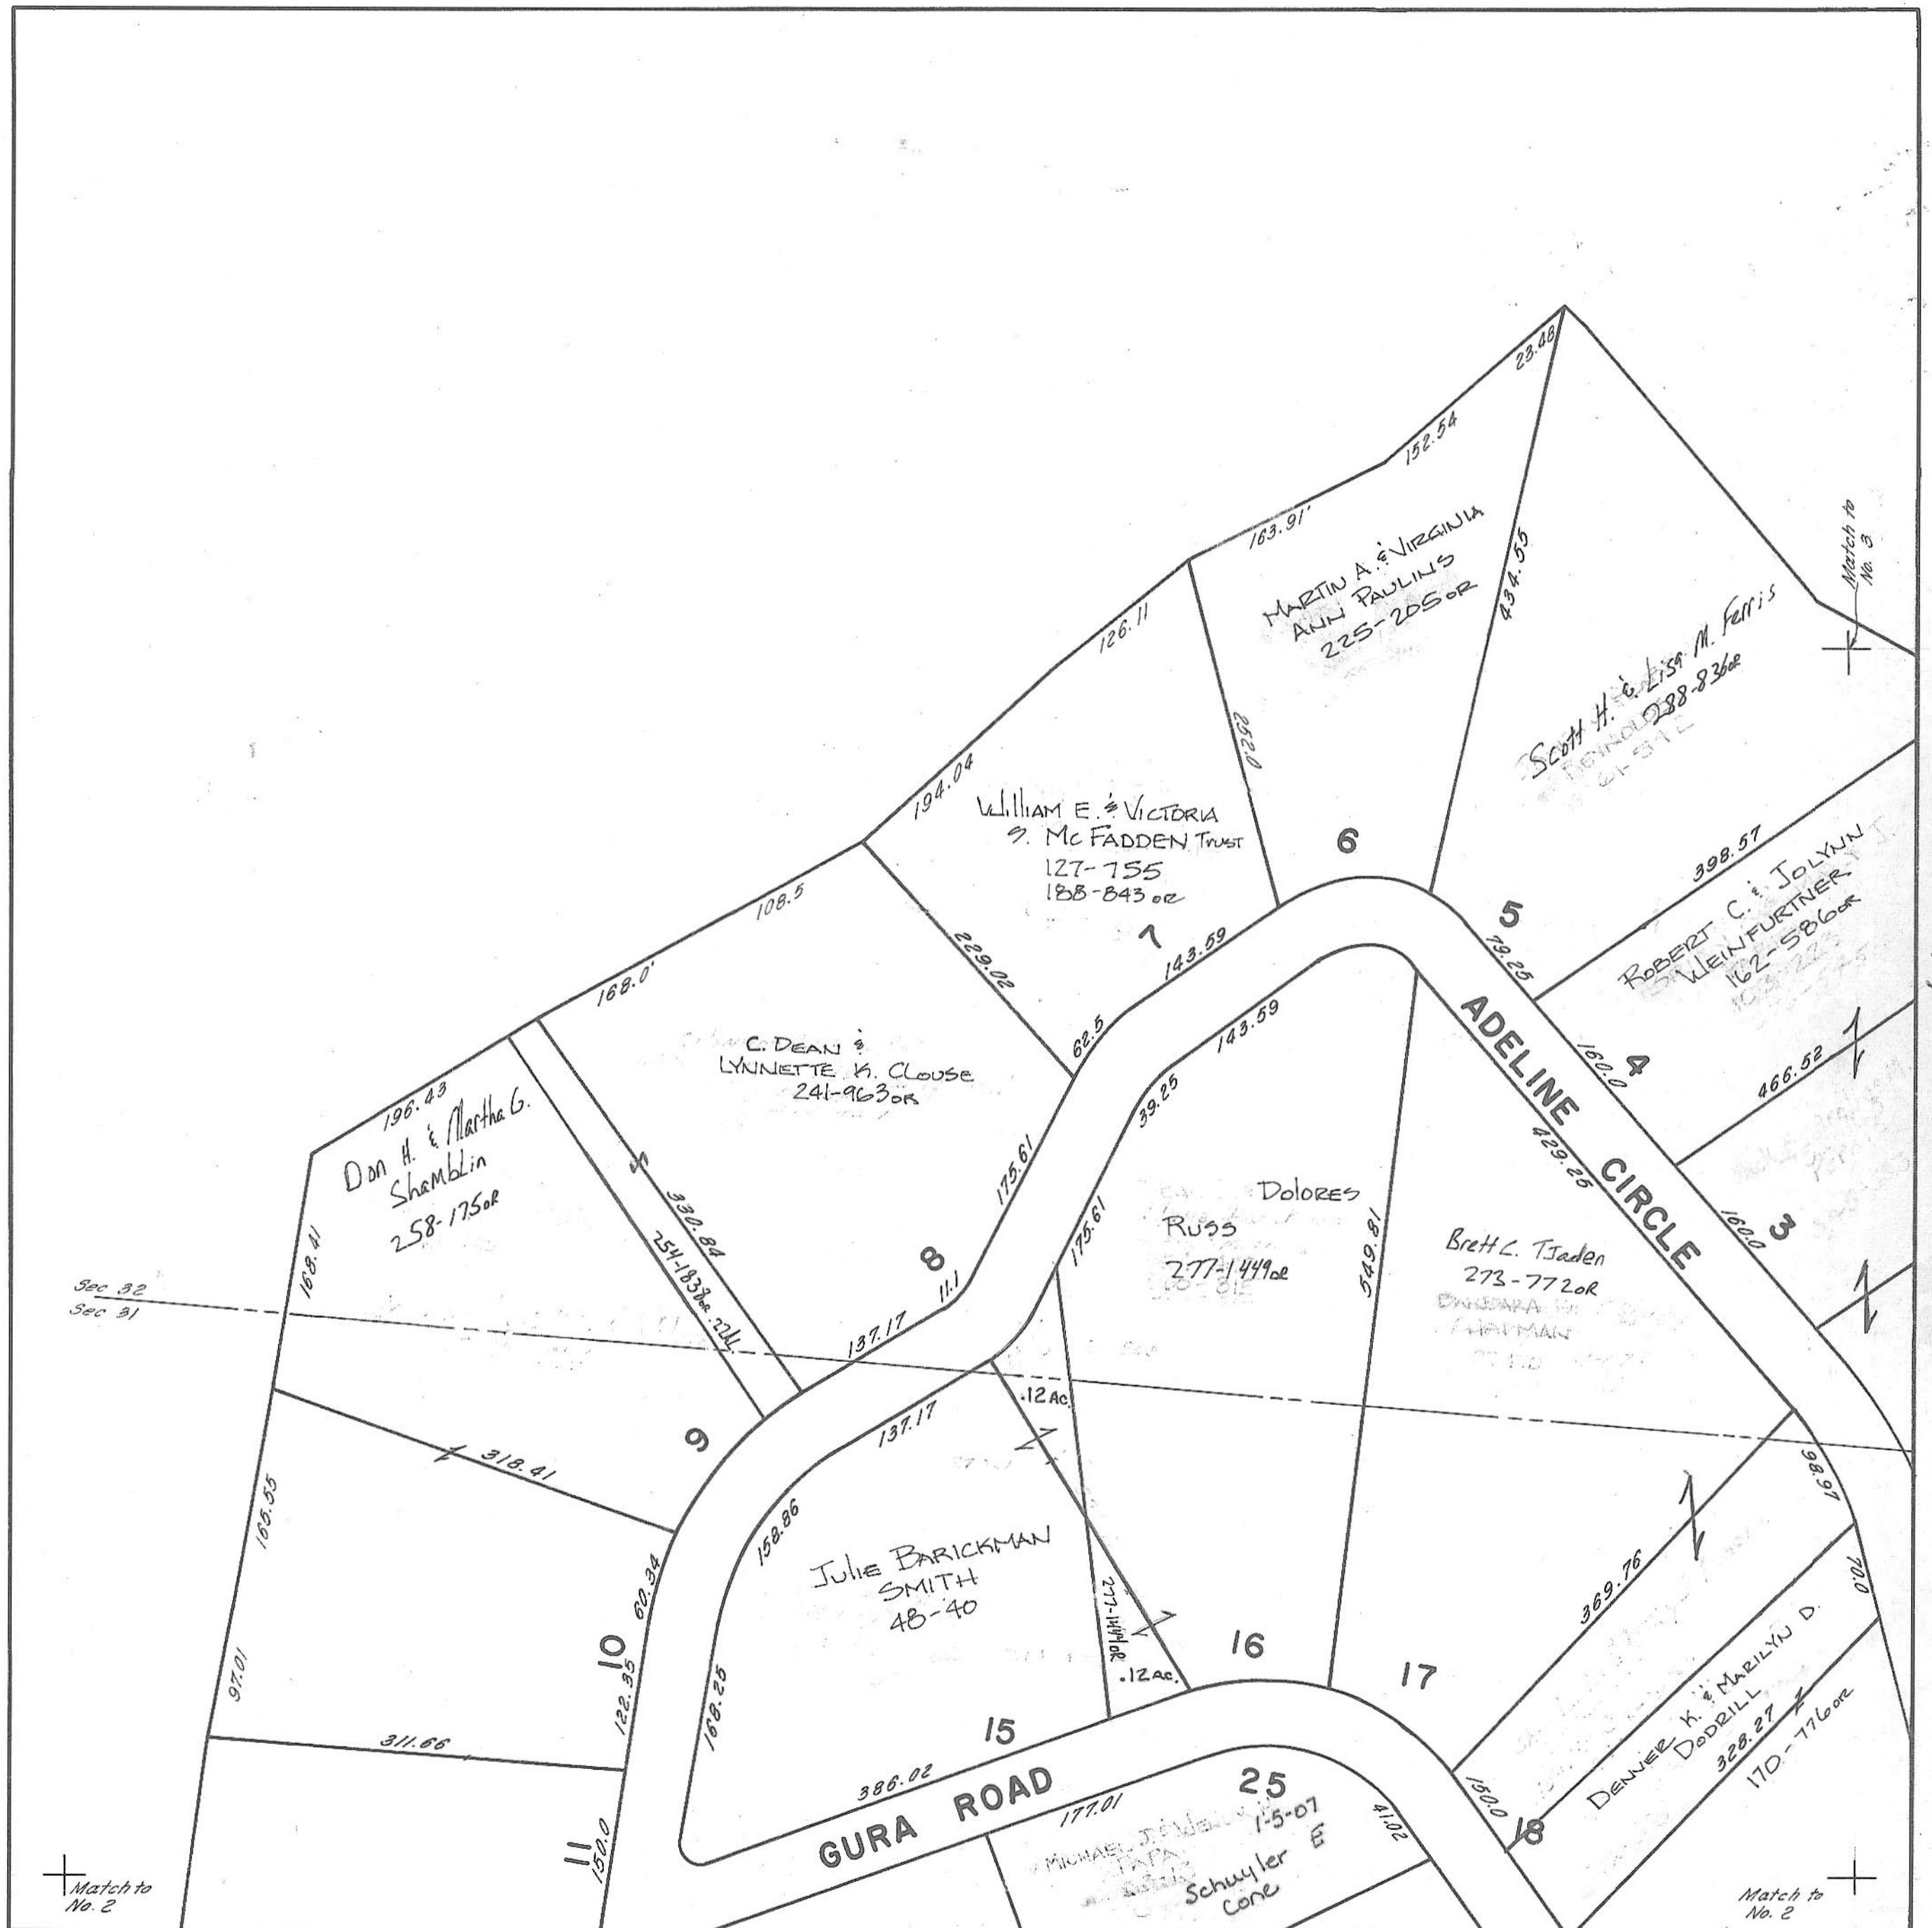 23.48
152.54
163.91'
126.11
194.04
108.5
168.0'
196.43
168.41
165.55
97.01
Match to
No. 3
MARTIN A. & VIRGINIA
ANN PAULINS
225-205 OR
434.55
252.0
Scott H. & Lisa M. Ferris
288-836 OR
William E. & VICTORIA
S. McFADDEN Trust
127-755
188-843 OR
398.57
ROBERT C. & JOLYNN
WEINFURTNER
162-586 OR
466.52
6
5
79.25
4
160.0
3
160.0
7
143.59
62.5
229.02
143.59
39.25
175.61
175.61
ADELINE CIRCLE
429.25
C. DEAN &
LYNNETTE K. CLOUSE
241-963 OR
Don H. & Martha G.
Shamblin
258-175 OR
330.84
254-1838 OR
8
11.1
137.17
137.17
Dolores
Russ
277-1449 OR
549.81
Brett C. TJaden
273-772 OR
Sec 32
Sec 31
9
318.41
.12 Ac.
98.97
70.0
158.86
60.34
10
122.35
Julie BARICKMAN
SMITH
48-40
168.25
.12 Ac.
16
17
369.76
DENVER K. & MARILYN D.
DODRILL
328.27
170-776 OR
311.66
15
386.02
GURA ROAD
177.01
25
1-5-07
Schuyler E
Cone
41.02
150.0
18
11
150.0
Match to
No. 2
Match to
No. 2